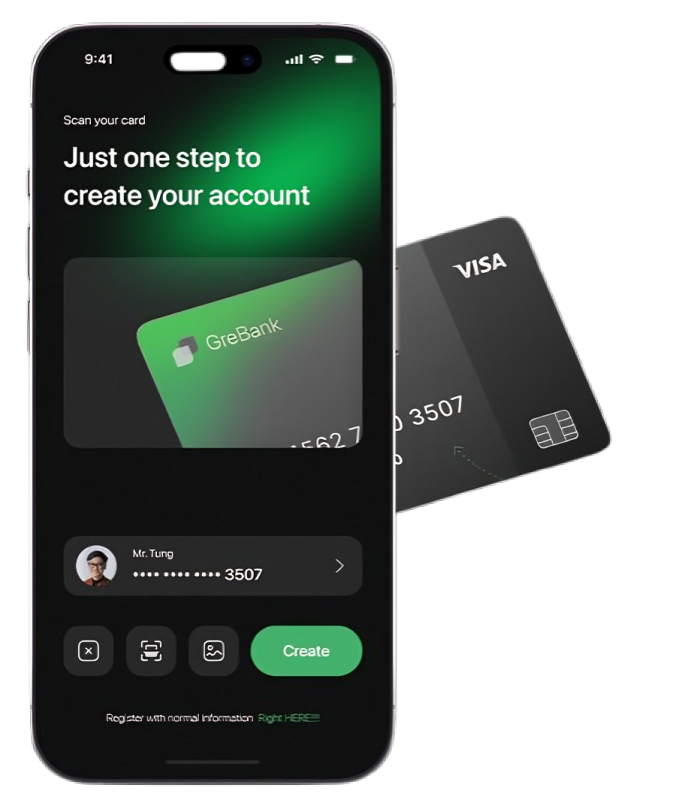 9:41
Scan your card
Just one step to
create your account
GreBank
VISA
4562 7
0 3507
Mr. Tung
•••• •••• •••• 3507
Create
Register with normal information Right HERE!!!